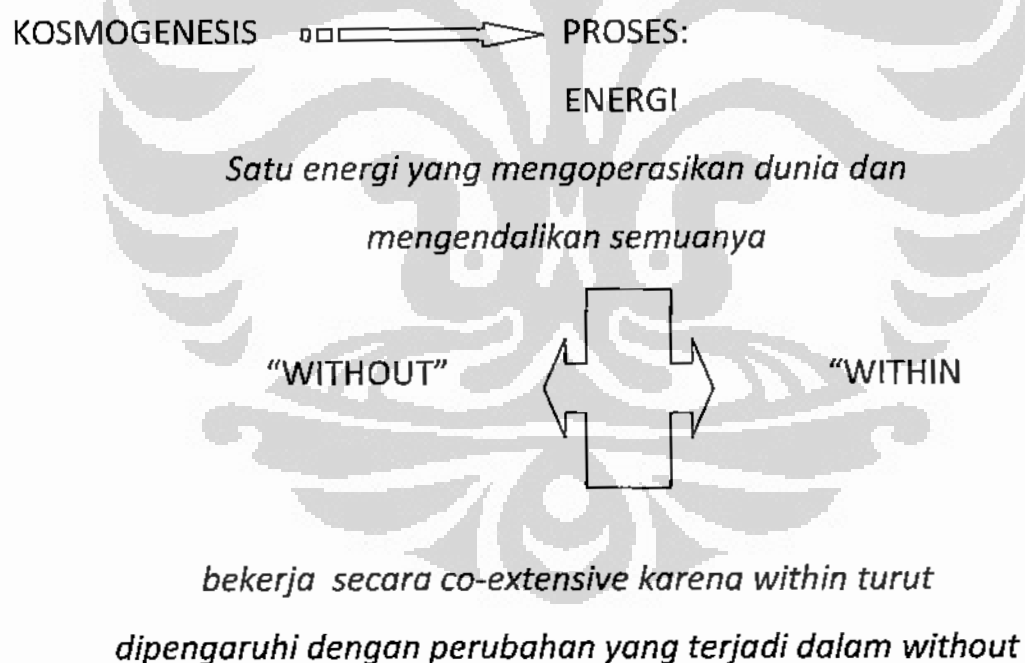 KOSMOGENESIS PROSES:
ENERGI
Satu energi yang mengoperasikan dunia dan
mengendalikan semuanya
“WITHOUT” “WITHIN
bekerja secara co-extensive karena within turut
dipengaruhi dengan perubahan yang terjadi dalam without